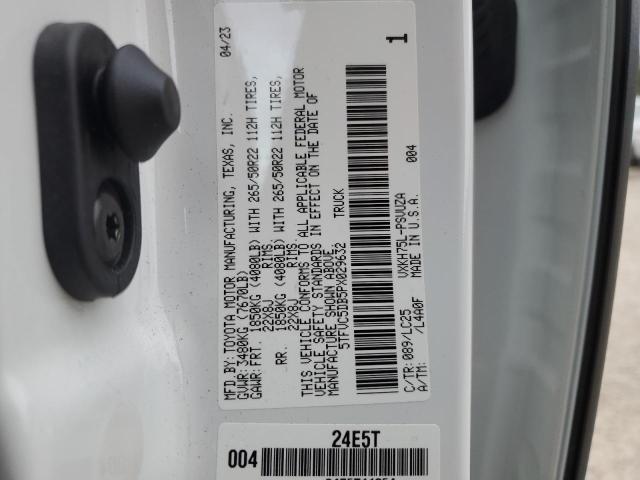 MFD.BY:TOYOTA MOTOR MANUFACTURING, TEXAS, INC. 04/23
GVWR: 3480KG (7670LB)
GAWR: FRT. 1850KG (4080LB) WITH 265/50R22 112H TIRES,
22X8J RIMS,
RR. 1850KG (4080LB) WITH 265/50R22 112H TIRES,
22X8J RIMS
THIS VEHICLE CONFORMS TO ALL APPLICABLE FEDERAL MOTOR
VEHICLE SAFETY STANDARDS IN EFFECT ON THE DATE OF
MANUFACTURE SHOWN ABOVE.
5TFVC5DB5PX029632 TRUCK 1
C/TR: 089/LC25 VXKH75L-PSVUZA
A/TM: /L4A0F MADE IN U.S.A. 004
24E5T
004